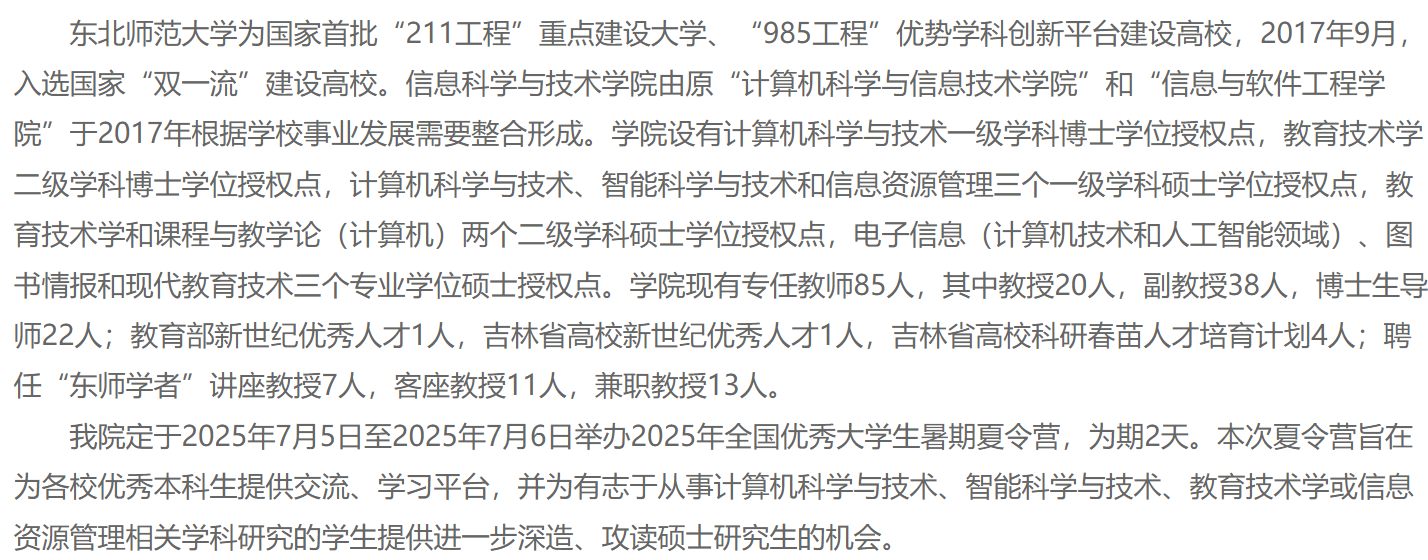 东北师范大学为国家首批“211工程”重点建设大学、“985工程”优势学科创新平台建设高校，2017年9月，
入选国家“双一流”建设高校。信息科学与技术学院由原“计算机科学与信息技术学院”和“信息与软件工程学
院”于2017年根据学校事业发展需要整合形成。学院设有计算机科学与技术一级学科博士学位授权点，教育技术学
二级学科博士学位授权点，计算机科学与技术、智能科学与技术和信息资源管理三个一级学科硕士学位授权点，教
育技术学和课程与教学论（计算机）两个二级学科硕士学位授权点，电子信息（计算机技术和人工智能领域）、图
书情报和现代教育技术三个专业学位硕士授权点。学院现有专任教师85人，其中教授20人，副教授38人，博士生导
师22人；教育部新世纪优秀人才1人，吉林省高校新世纪优秀人才1人，吉林省高校科研春苗人才培育计划4人；聘
任“东师学者”讲座教授7人，客座教授11人，兼职教授13人。
我院定于2025年7月5日至2025年7月6日举办2025年全国优秀大学生暑期夏令营，为期2天。本次夏令营旨在
为各校优秀本科生提供交流、学习平台，并为有志于从事计算机科学与技术、智能科学与技术、教育技术学或信息
资源管理相关学科研究的学生提供进一步深造、攻读硕士研究生的机会。